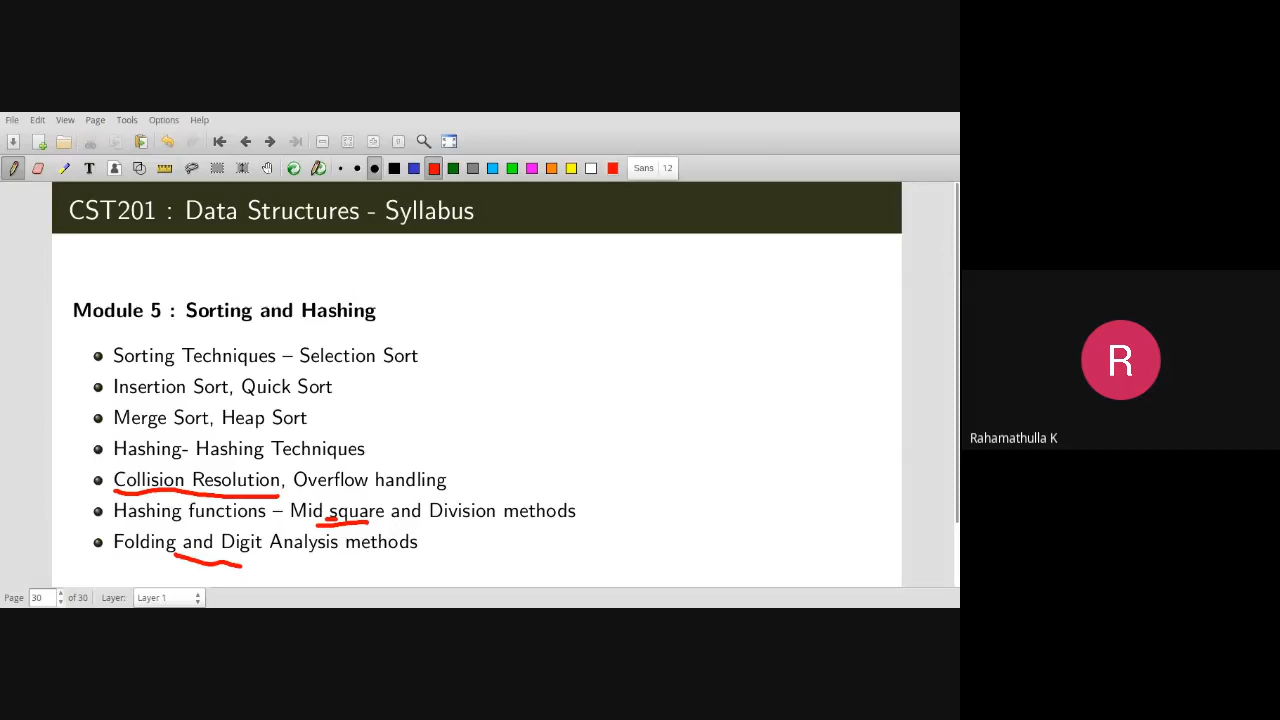 File Edit View Page Tools Options Help
T Sans 12
CST201 : Data Structures - Syllabus
Module 5 : Sorting and Hashing
Sorting Techniques – Selection Sort
Insertion Sort, Quick Sort
Merge Sort, Heap Sort
Hashing- Hashing Techniques
Collision Resolution, Overflow handling
Hashing functions – Mid square and Division methods
Folding and Digit Analysis methods
Page 30 of 30 Layer: Layer 1
R
Rahamathulla K